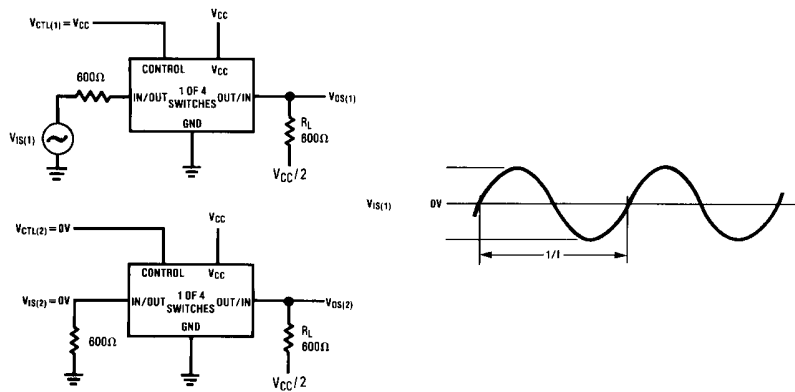 VCTL(1)=VCC
VCC
CONTROL
VCC
600Ω
IN/OUT
1 OF 4
SWITCHES
OUT/IN
VOS(1)
GND
VIS(1)
RL
600Ω
VCC/2
VIS(1)
0V
1/f
VCTL(2)=0V
VCC
CONTROL
VCC
VIS(2)=0V
IN/OUT
1 OF 4
SWITCHES
OUT/IN
VOS(2)
GND
600Ω
RL
600Ω
VCC/2